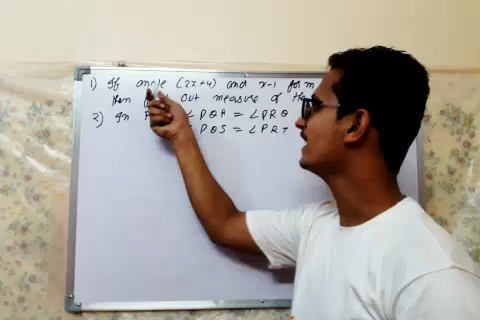 1) If angle (2x+4) and x-1 form
then out measure of the
2) In ∠PQR = ∠PRQ
PQS = ∠PRT